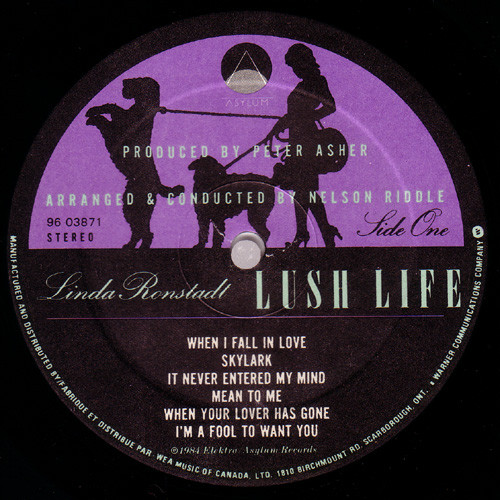 ASYLUM
PRODUCED BY PETER ASHER
ARRANGED & CONDUCTED BY NELSON RIDDLE
96 03871
STEREO
Side One
Linda Ronstadt LUSH LIFE
WHEN I FALL IN LOVE
SKYLARK
IT NEVER ENTERED MY MIND
MEAN TO ME
WHEN YOUR LOVER HAS GONE
I'M A FOOL TO WANT YOU
©1984 Elektra/Asylum Records
MANUFACTURED AND DISTRIBUTED BY/FABRIQUE ET DISTRIBUE PAR: WEA MUSIC OF CANADA, LTD. 1810 BIRCHMOUNT RD. SCARBOROUGH, ONT. A WARNER COMMUNICATIONS COMPANY